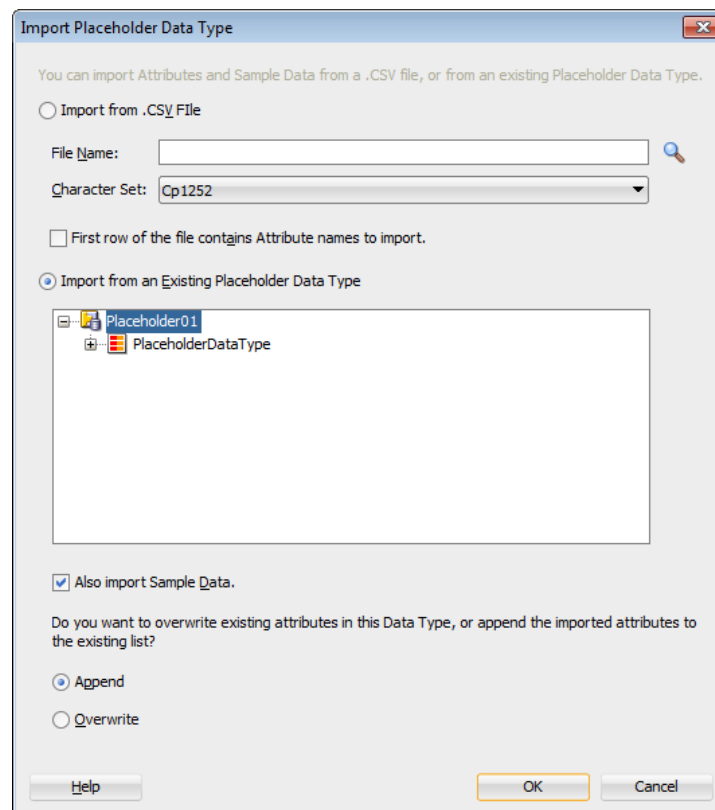 Import Placeholder Data Type
You can import Attributes and Sample Data from a .CSV file, or from an existing Placeholder Data Type.
Import from .CSV FIle
File Name:
Character Set: Cp1252
First row of the file contains Attribute names to import.
Import from an Existing Placeholder Data Type
Placeholder01
PlaceholderDataType
Also import Sample Data.
Do you want to overwrite existing attributes in this Data Type, or append the imported attributes to
the existing list?
Append
Overwrite
Help OK Cancel